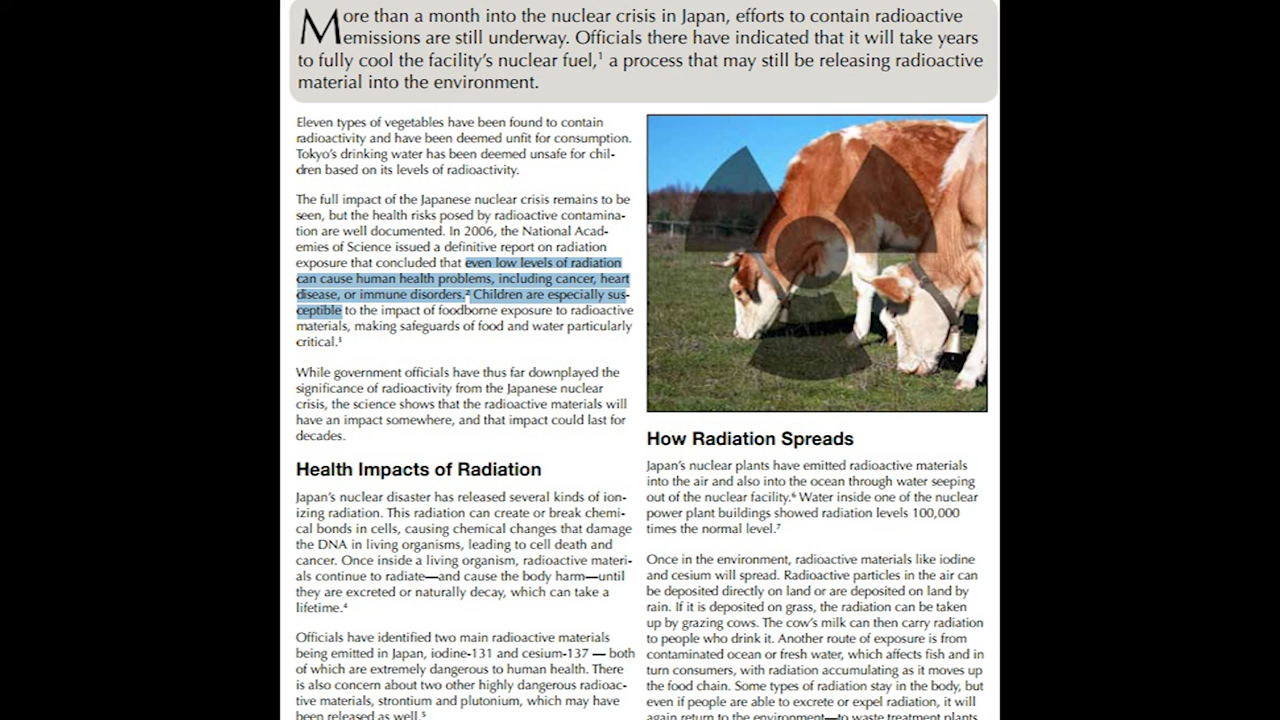 More than a month into the nuclear crisis in Japan, efforts to contain radioactive
emissions are still underway. Officials there have indicated that it will take years
to fully cool the facility's nuclear fuel,¹ a process that may still be releasing radioactive
material into the environment.
Eleven types of vegetables have been found to contain
radioactivity and have been deemed unfit for consumption.
Tokyo's drinking water has been deemed unsafe for chil-
dren based on its levels of radioactivity.
The full impact of the Japanese nuclear crisis remains to be
seen, but the health risks posed by radioactive contamina-
tion are well documented. In 2006, the National Acad-
emies of Science issued a definitive report on radiation
exposure that concluded that even low levels of radiation
can cause human health problems, including cancer, heart
disease, or immune disorders.² Children are especially sus-
ceptible to the impact of foodborne exposure to radioactive
materials, making safeguards of food and water particularly
critical.³
While government officials have thus far downplayed the
significance of radioactivity from the Japanese nuclear
crisis, the science shows that the radioactive materials will
have an impact somewhere, and that impact could last for
decades.
Health Impacts of Radiation
Japan's nuclear disaster has released several kinds of ion-
izing radiation. This radiation can create or break chemi-
cal bonds in cells, causing chemical changes that damage
the DNA in living organisms, leading to cell death and
cancer. Once inside a living organism, radioactive materi-
als continue to radiate—and cause the body harm—until
they are excreted or naturally decay, which can take a
lifetime.⁴
Officials have identified two main radioactive materials
being emitted in Japan, iodine-131 and cesium-137 — both
of which are extremely dangerous to human health. There
is also concern about two other highly dangerous radioac-
tive materials, strontium and plutonium, which may have
been released as well.⁵
How Radiation Spreads
Japan's nuclear plants have emitted radioactive materials
into the air and also into the ocean through water seeping
out of the nuclear facility.⁶ Water inside one of the nuclear
power plant buildings showed radiation levels 100,000
times the normal level.⁷
Once in the environment, radioactive materials like iodine
and cesium will spread. Radioactive particles in the air can
be deposited directly on land or are deposited on land by
rain. If it is deposited on grass, the radiation can be taken
up by grazing cows. The cow's milk can then carry radiation
to people who drink it. Another route of exposure is from
contaminated ocean or fresh water, which affects fish and in
turn consumers, with radiation accumulating as it moves up
the food chain. Some types of radiation stay in the body, but
even if people are able to excrete or expel radiation, it will
again return to the environment—to waste treatment plants